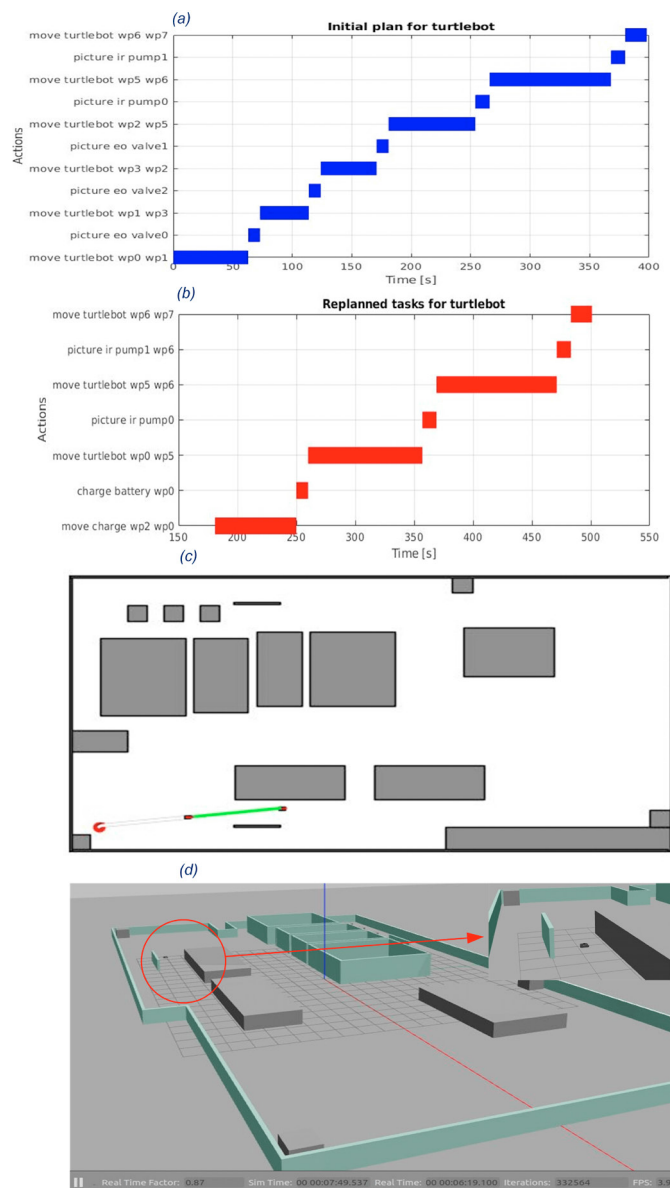 (a)
Initial plan for turtlebot
move turtlebot wp6 wp7
picture ir pump1
move turtlebot wp5 wp6
picture ir pump0
move turtlebot wp2 wp5
picture eo valve1
move turtlebot wp3 wp2
picture eo valve2
move turtlebot wp1 wp3
picture eo valve0
move turtlebot wp0 wp1
Actions
0 50 100 150 200 250 300 350 400
Time [s]
(b)
Replanned tasks for turtlebot
move turtlebot wp6 wp7
picture ir pump1 wp6
move turtlebot wp5 wp6
picture ir pump0
move turtlebot wp0 wp5
charge battery wp0
move charge wp2 wp0
Actions
150 200 250 300 350 400 450 500 550
Time [s]
(c)
(d)
Real Time Factor: 0.87 Sim Time: 00 00:07:49.537 Real Time: 00 00:06:19.100 Iterations: 332564 FPS: